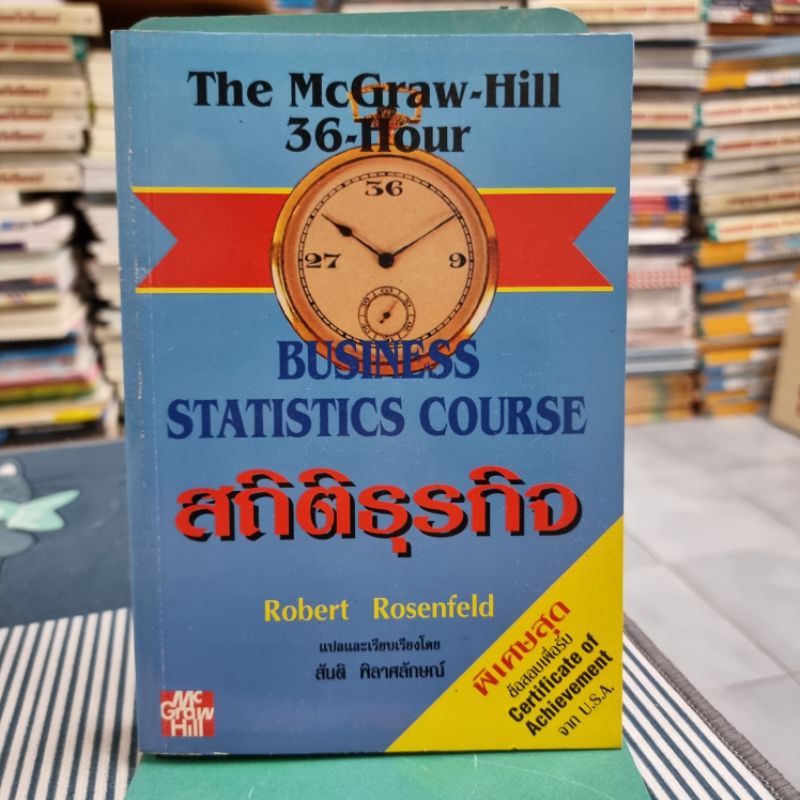 The McGraw-Hill
36-Hour
36
27
9
BUSINESS
STATISTICS COURSE
สถิติธุรกิจ
Robert Rosenfeld
แปลและเรียบเรียงโดย
สันติ พิลาศลักษณ์
พิเศษสุด
ข้อสอบเพื่อรับ
Certificate of
Achievement
จาก U.S.A.
Mc
Graw
Hill